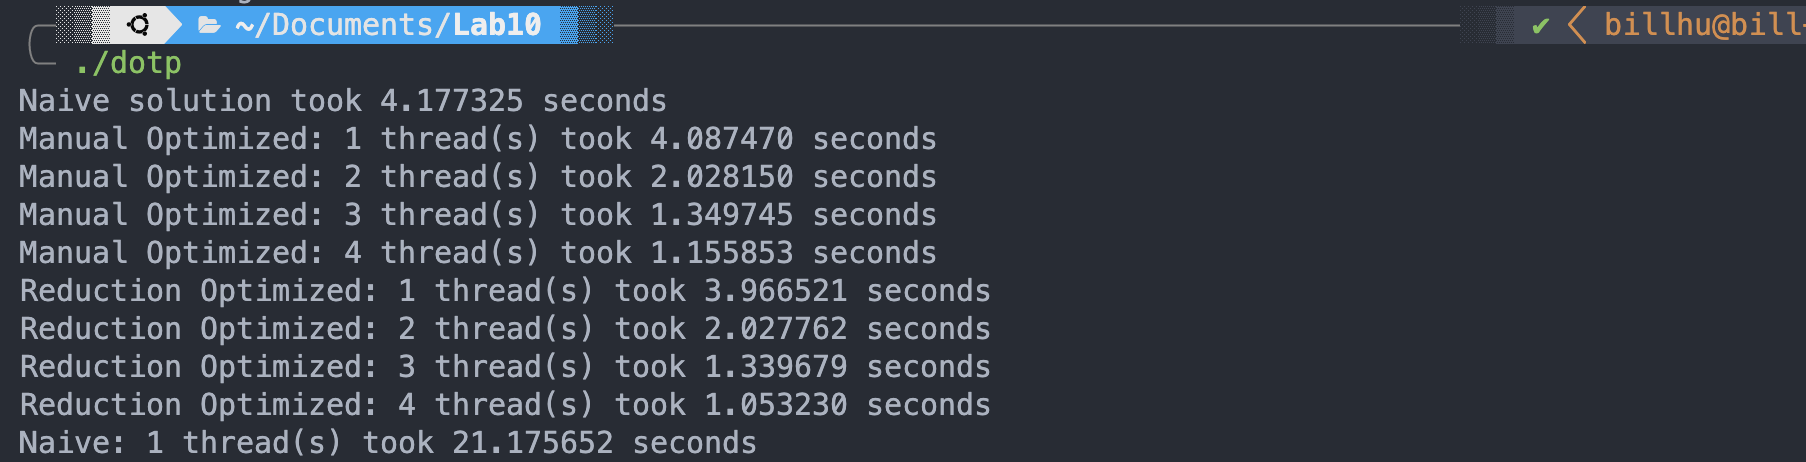 ~/Documents/Lab10 ✔ billhu@bill
./dotp
Naive solution took 4.177325 seconds
Manual Optimized: 1 thread(s) took 4.087470 seconds
Manual Optimized: 2 thread(s) took 2.028150 seconds
Manual Optimized: 3 thread(s) took 1.349745 seconds
Manual Optimized: 4 thread(s) took 1.155853 seconds
Reduction Optimized: 1 thread(s) took 3.966521 seconds
Reduction Optimized: 2 thread(s) took 2.027762 seconds
Reduction Optimized: 3 thread(s) took 1.339679 seconds
Reduction Optimized: 4 thread(s) took 1.053230 seconds
Naive: 1 thread(s) took 21.175652 seconds